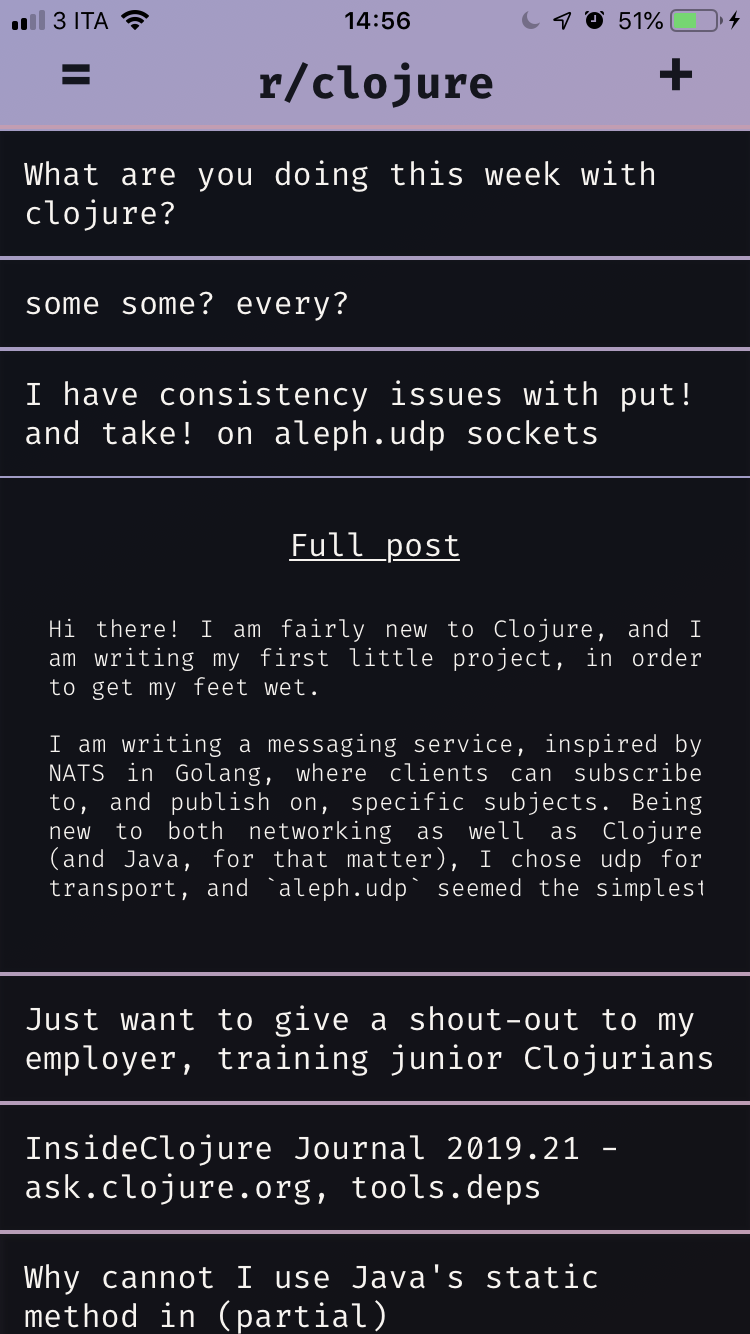 3 ITA 14:56 51%
= r/clojure +
What are you doing this week with
clojure?
some some? every?
I have consistency issues with put!
and take! on aleph.udp sockets
Full post
Hi there! I am fairly new to Clojure, and I
am writing my first little project, in order
to get my feet wet.
I am writing a messaging service, inspired by
NATS in Golang, where clients can subscribe
to, and publish on, specific subjects. Being
new to both networking as well as Clojure
(and Java, for that matter), I chose udp for
transport, and `aleph.udp` seemed the simplest
Just want to give a shout-out to my
employer, training junior Clojurians
InsideClojure Journal 2019.21 -
ask.clojure.org, tools.deps
Why cannot I use Java's static
method in (partial)